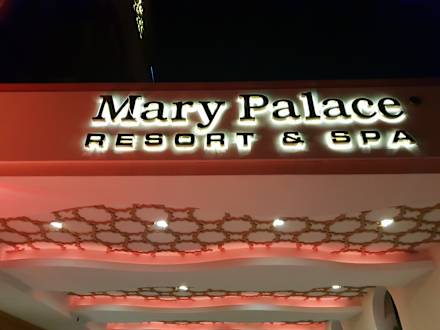 Mary Palace
RESORT & SPA